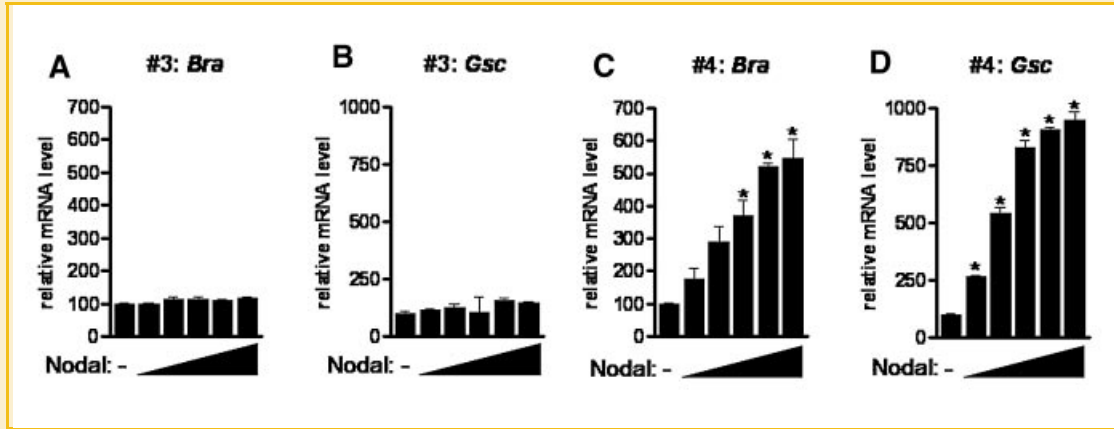 A #3: Bra
relative mRNA level
700
600
500
400
300
200
100
0
Nodal: -
B #3: Gsc
relative mRNA level
1000
750
500
250
0
Nodal: -
C #4: Bra
relative mRNA level
700
600
500
400
300
200
100
0
* * *
Nodal: -
D #4: Gsc
relative mRNA level
1000
750
500
250
0
* * * * *
Nodal: -